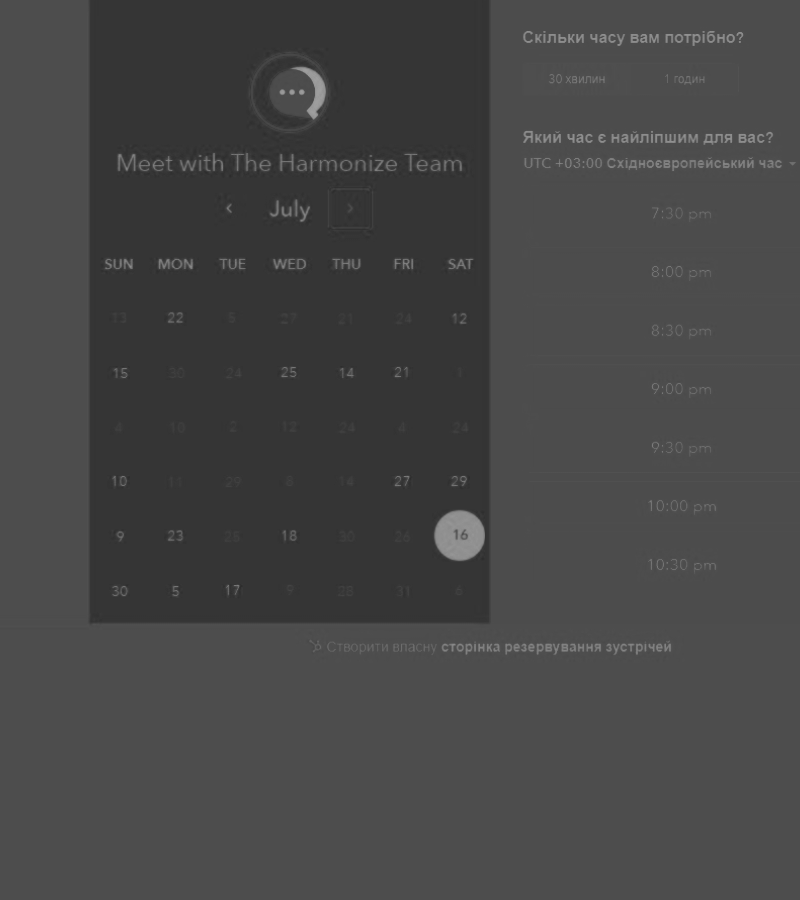 Meet with The Harmonize Team
July
SUN MON TUE WED THU FRI SAT
13 22 5 27 21 24 12
15 30 24 25 14 21 1
4 10 2 12 24 4 24
10 11 29 8 14 27 29
9 23 25 18 30 26 16
30 5 17 9 28 31 6
Скільки часу вам потрібно?
30 хвилин 1 годин
Який час є найліпшим для вас?
UTC +03:00 Східноєвропейський час
7:30 pm
8:00 pm
8:30 pm
9:00 pm
9:30 pm
10:00 pm
10:30 pm
Створити власну сторінка резервування зустрічей